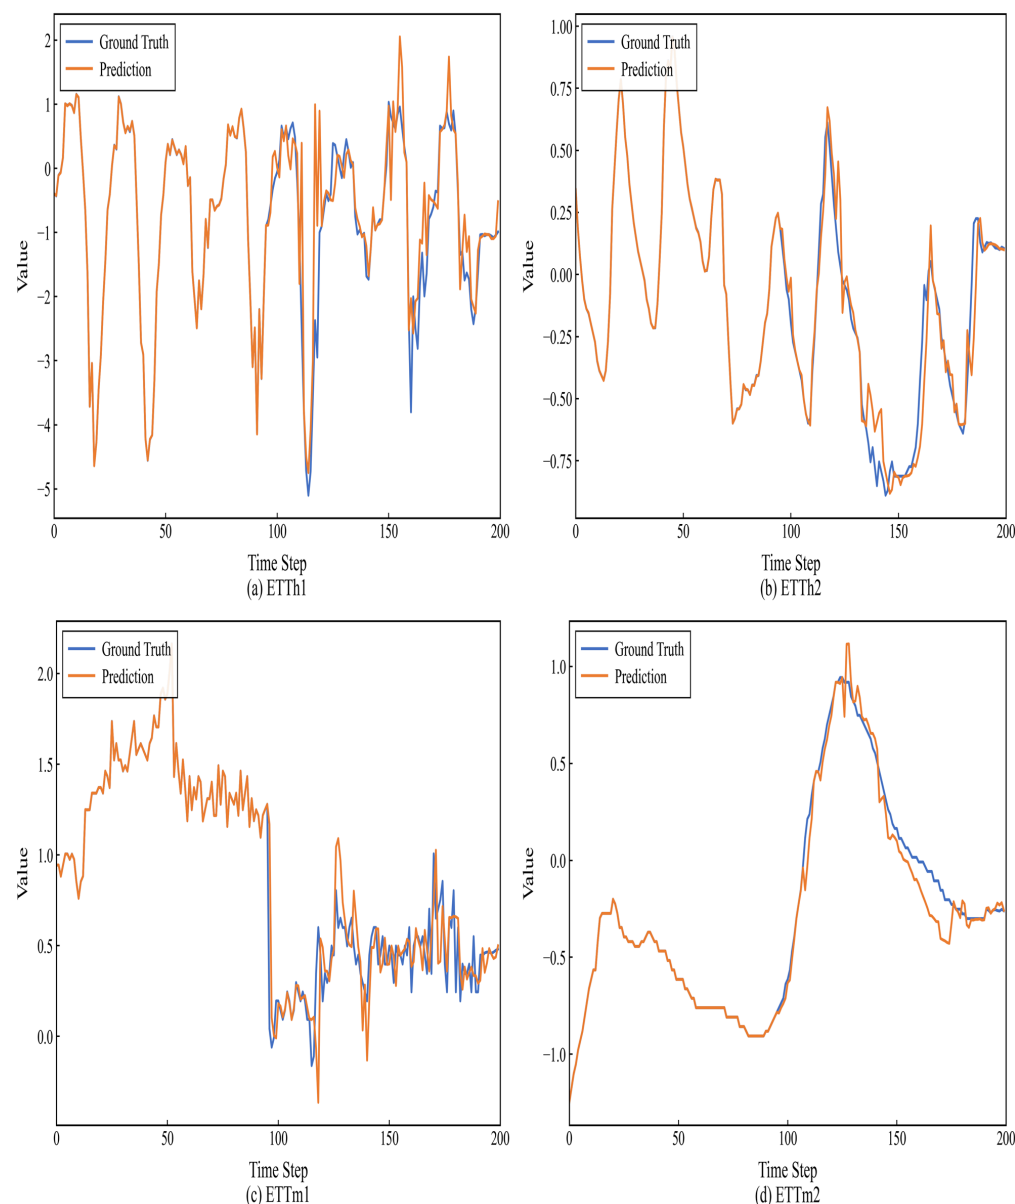 Ground Truth
Prediction
2
1
0
−1
−2
−3
−4
−5
Value
0
50
100
150
200
Time Step
(a) ETTh1
Ground Truth
Prediction
1.00
0.75
0.50
0.25
0.00
−0.25
−0.50
−0.75
Value
0
50
100
150
200
Time Step
(b) ETTh2
Ground Truth
Prediction
2.0
1.5
1.0
0.5
0.0
Value
0
50
100
150
200
Time Step
(c) ETTm1
Ground Truth
Prediction
1.0
0.5
0.0
−0.5
−1.0
Value
0
50
100
150
200
Time Step
(d) ETTm2